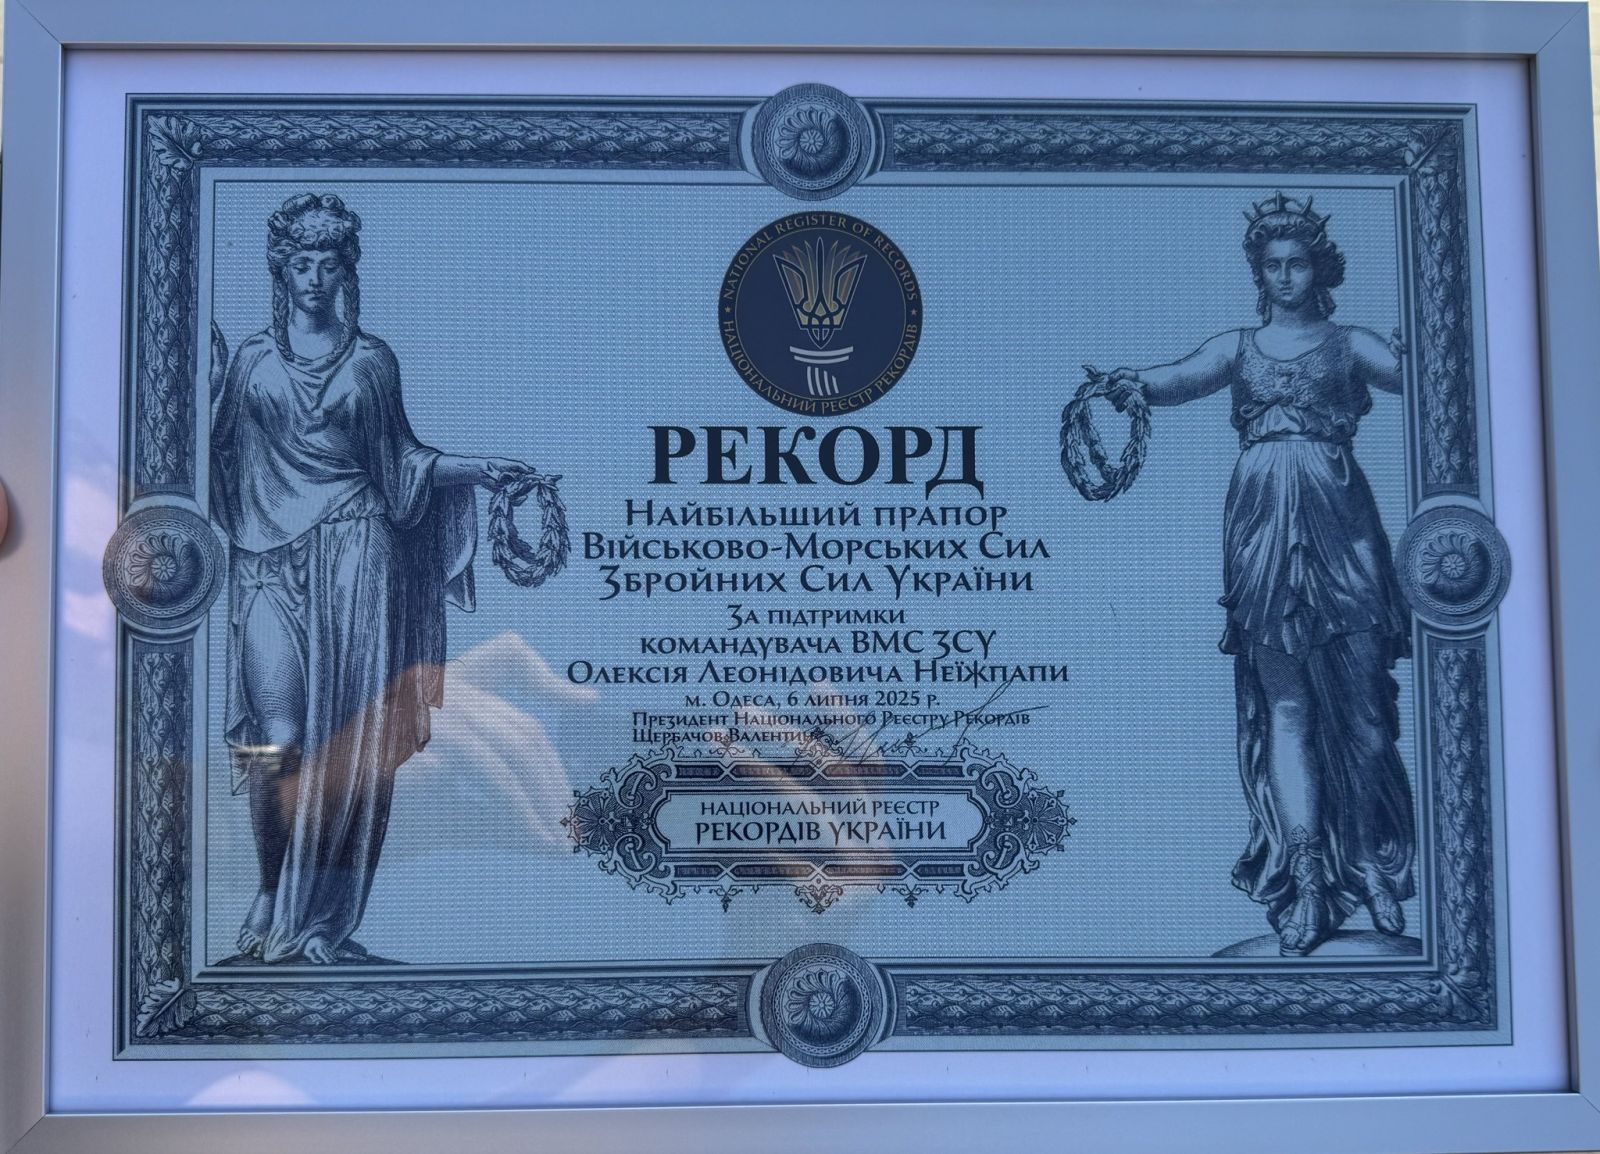 NATIONAL REGISTER OF RECORDS
НАЦІОНАЛЬНИЙ РЕЄСТР РЕКОРДІВ
РЕКОРД
Найбільший прапор
Військово-Морських Сил
Збройних Сил України
За підтримки
командувача ВМС ЗСУ
Олексія Леонідовича Неїжпапи
м. Одеса, 6 липня 2025 р.
Президент Національного Реєстру Рекордів
Щербачов Валентин
НАЦІОНАЛЬНИЙ РЕЄСТР
РЕКОРДІВ УКРАЇНИ